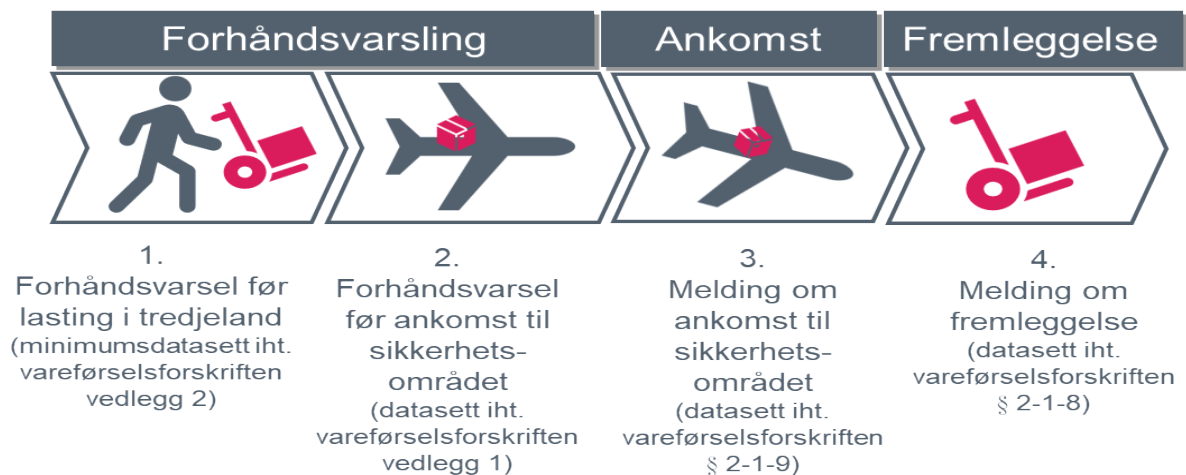 Forhåndsvarsling
Ankomst
Fremleggelse
1.
Forhåndsvarsel før
lasting i tredjeland
(minimumsdatasett iht.
vareførselsforskriften
vedlegg 2)
2.
Forhåndsvarsel
før ankomst til
sikkerhets-
området
(datasett iht.
vareførselsforskriften
vedlegg 1)
3.
Melding om
ankomst til
sikkerhets-
området
(datasett iht.
vareførselsforskriften
§ 2-1-9)
4.
Melding om
fremleggelse
(datasett iht.
vareførselsforskriften
§ 2-1-8)